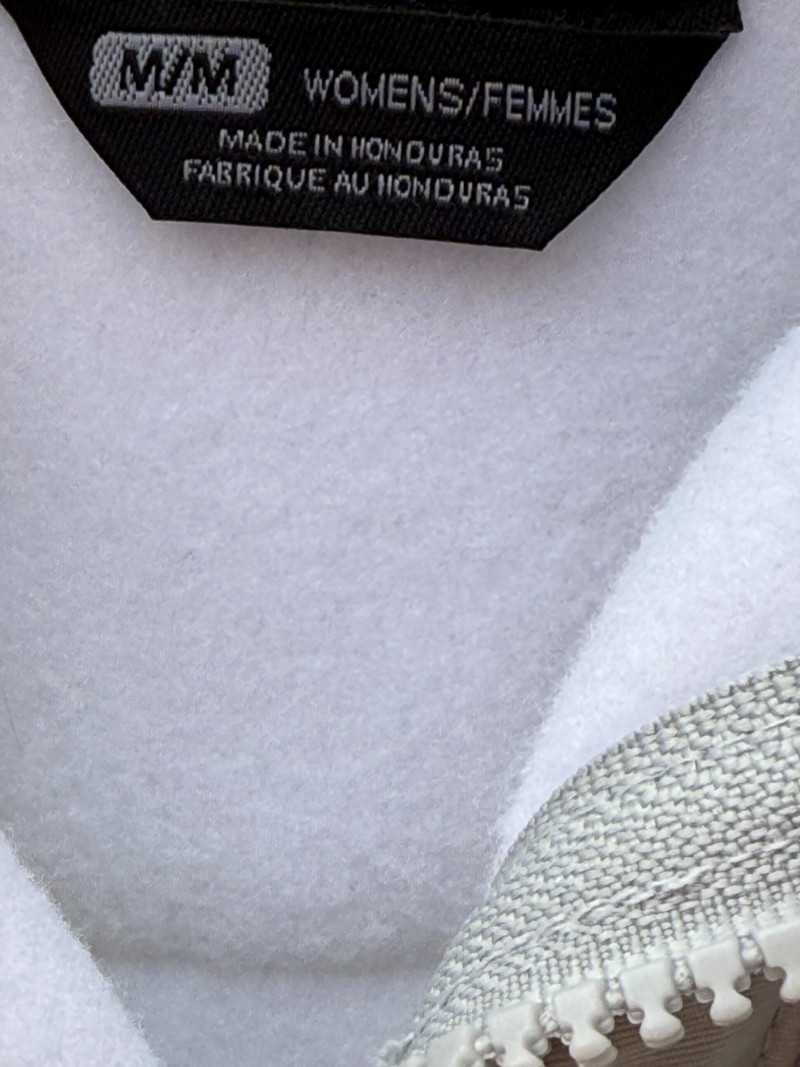 M/M WOMENS/FEMMES
MADE IN HONDURAS
FABRIQUE AU HONDURAS